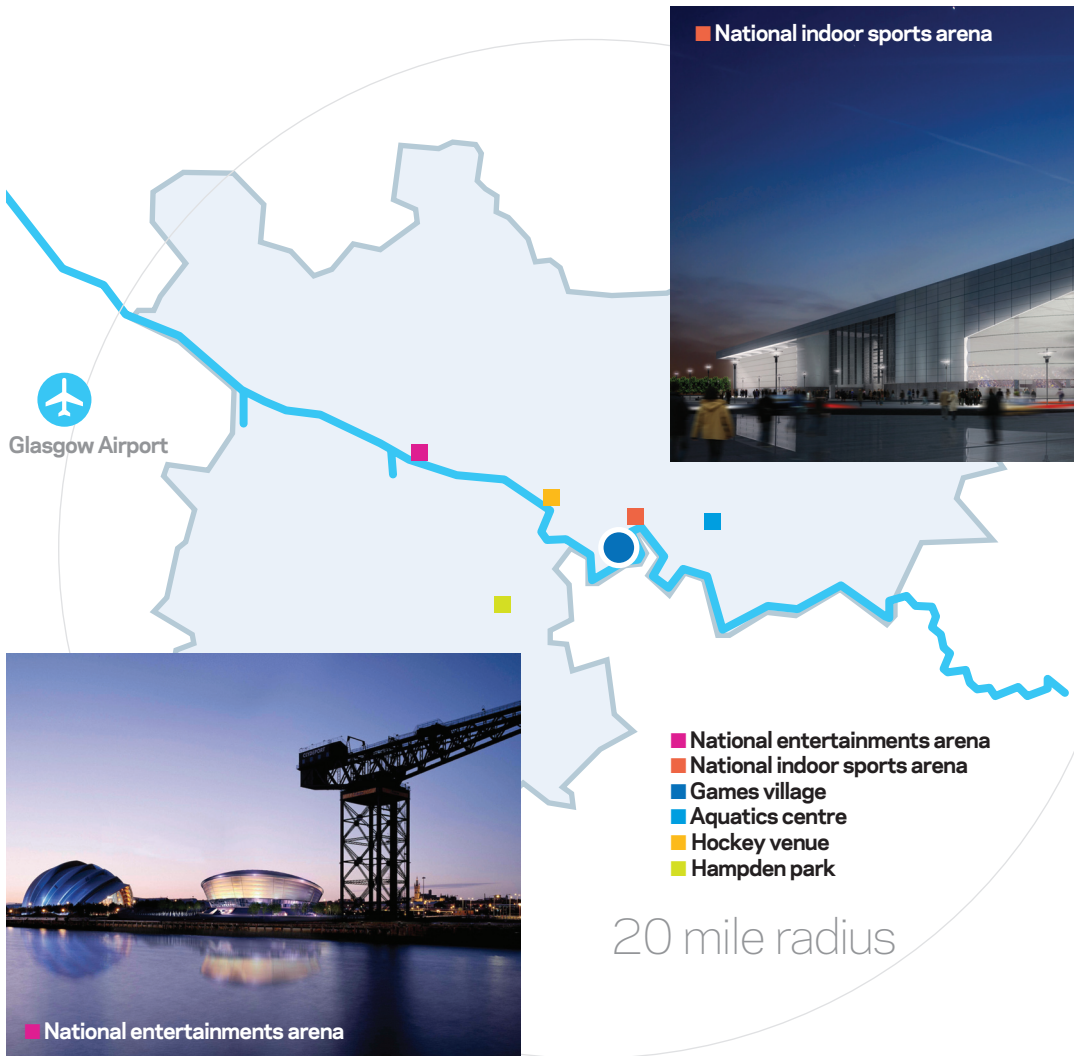 National indoor sports arena
Glasgow Airport
National entertainments arena
National indoor sports arena
Games village
Aquatics centre
Hockey venue
Hampden park
20 mile radius
National entertainments arena